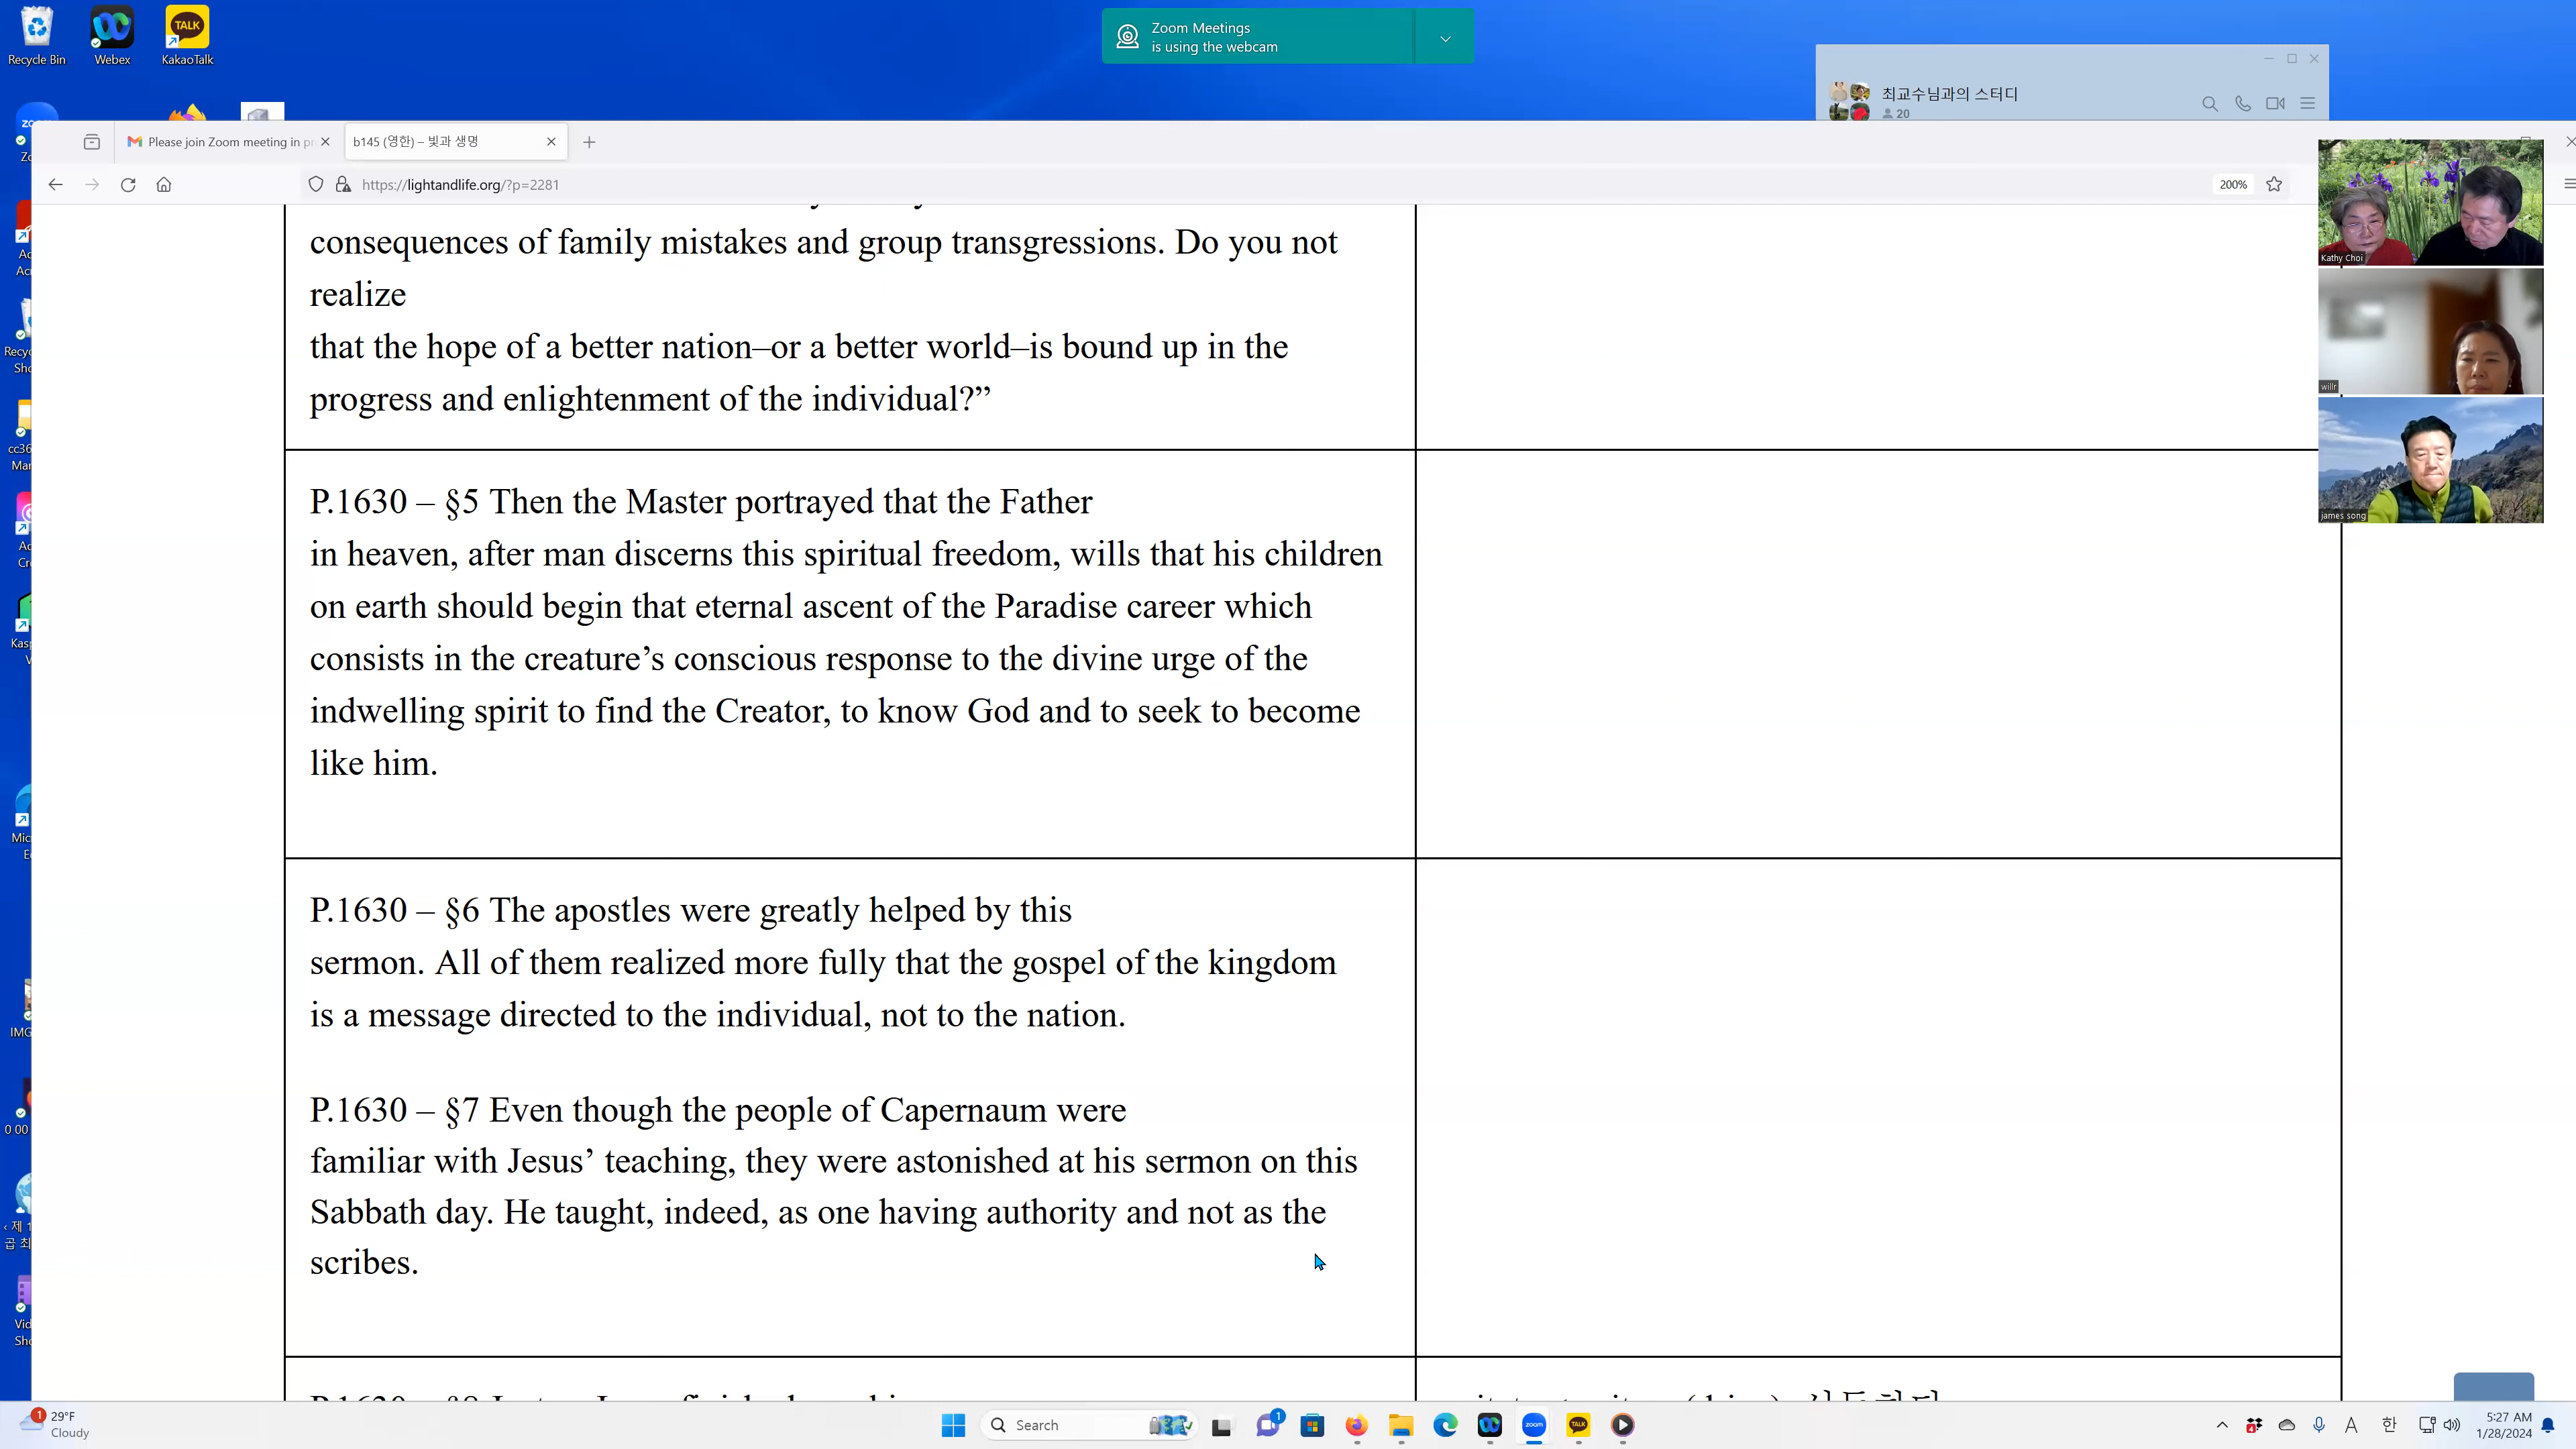 Recycle Bin
Webex
KakaoTalk
TALK
Zoom Meetings
is using the webcam
최교수님과의 스터디
20
Please join Zoom meeting in pr
b145 (영한) – 빛과 생명
https://lightandlife.org/?p=2281
200%
consequences of family mistakes and group transgressions. Do you not
realize
that the hope of a better nation–or a better world–is bound up in the
progress and enlightenment of the individual?”
P.1630 – §5 Then the Master portrayed that the Father
in heaven, after man discerns this spiritual freedom, wills that his children
on earth should begin that eternal ascent of the Paradise career which
consists in the creature’s conscious response to the divine urge of the
indwelling spirit to find the Creator, to know God and to seek to become
like him.
P.1630 – §6 The apostles were greatly helped by this
sermon. All of them realized more fully that the gospel of the kingdom
is a message directed to the individual, not to the nation.
P.1630 – §7 Even though the people of Capernaum were
familiar with Jesus’ teaching, they were astonished at his sermon on this
Sabbath day. He taught, indeed, as one having authority and not as the
scribes.
Kathy Choi
willr
james song
29°F
Cloudy
Search
zoom
TALK
A
한
5:27 AM
1/28/2024